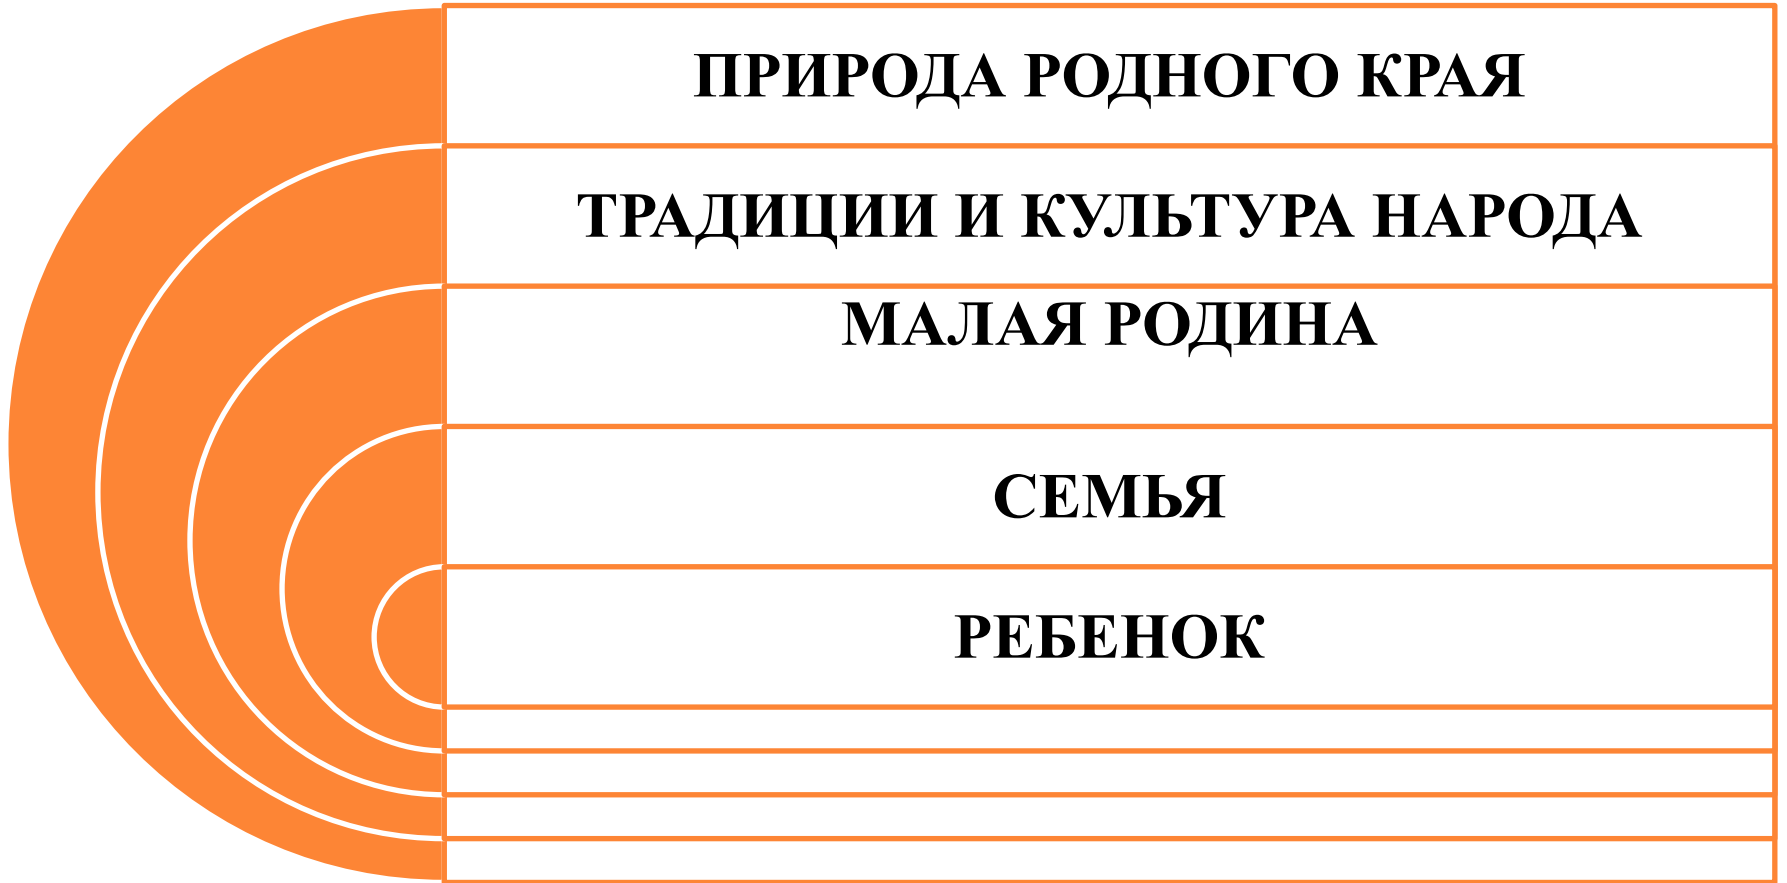 ПРИРОДА РОДНОГО КРАЯ
ТРАДИЦИИ И КУЛЬТУРА НАРОДА
МАЛАЯ РОДИНА
СЕМЬЯ
РЕБЕНОК